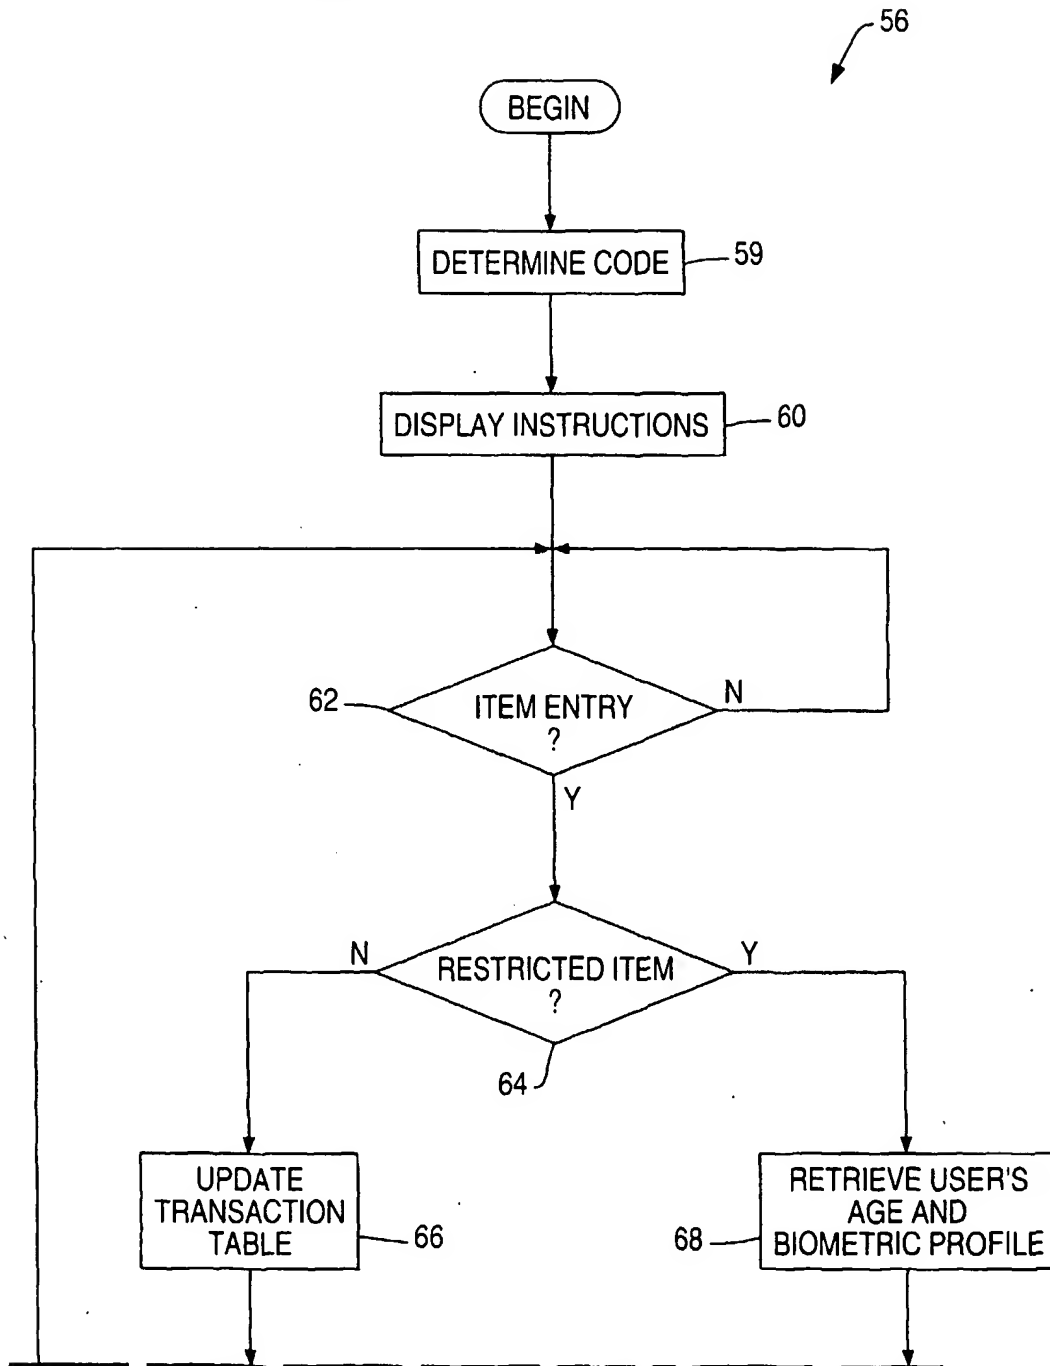 56
BEGIN
DETERMINE CODE
59
DISPLAY INSTRUCTIONS
60
62
ITEM ENTRY
?
N
Y
N
RESTRICTED ITEM
?
Y
64
UPDATE
TRANSACTION
TABLE
66
68
RETRIEVE USER'S
AGE AND
BIOMETRIC PROFILE